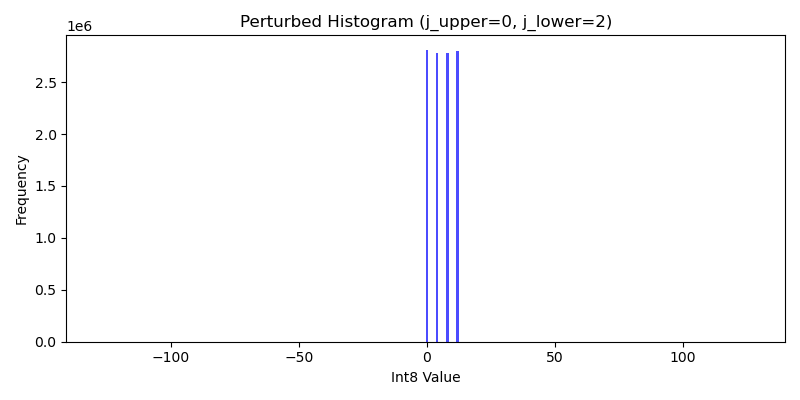 Perturbed Histogram (j_upper=0, j_lower=2)
1e6
2.5
2.0
1.5
1.0
0.5
0.0
Frequency
−100
−50
0
50
100
Int8 Value